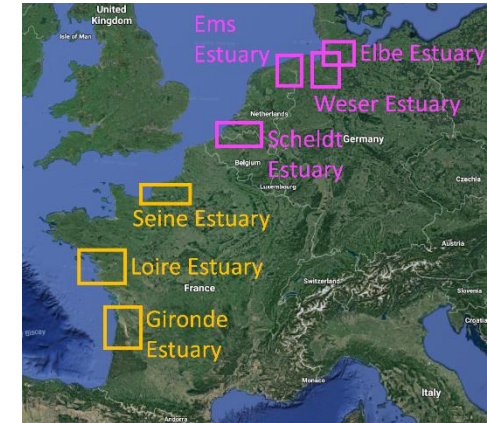 United
Kingdom
Isle of Man
Ems
Estuary
Elbe Estuary
Weser Estuary
Netherlands
Scheldt
Estuary
Germany
Belgium
Luxembourg
Czechia
Seine Estuary
Austria
Loire Estuary
France
Switzerland
Slovenia
Croatia
Gironde
Estuary
Biscay
Monaco
Italy
Andorra